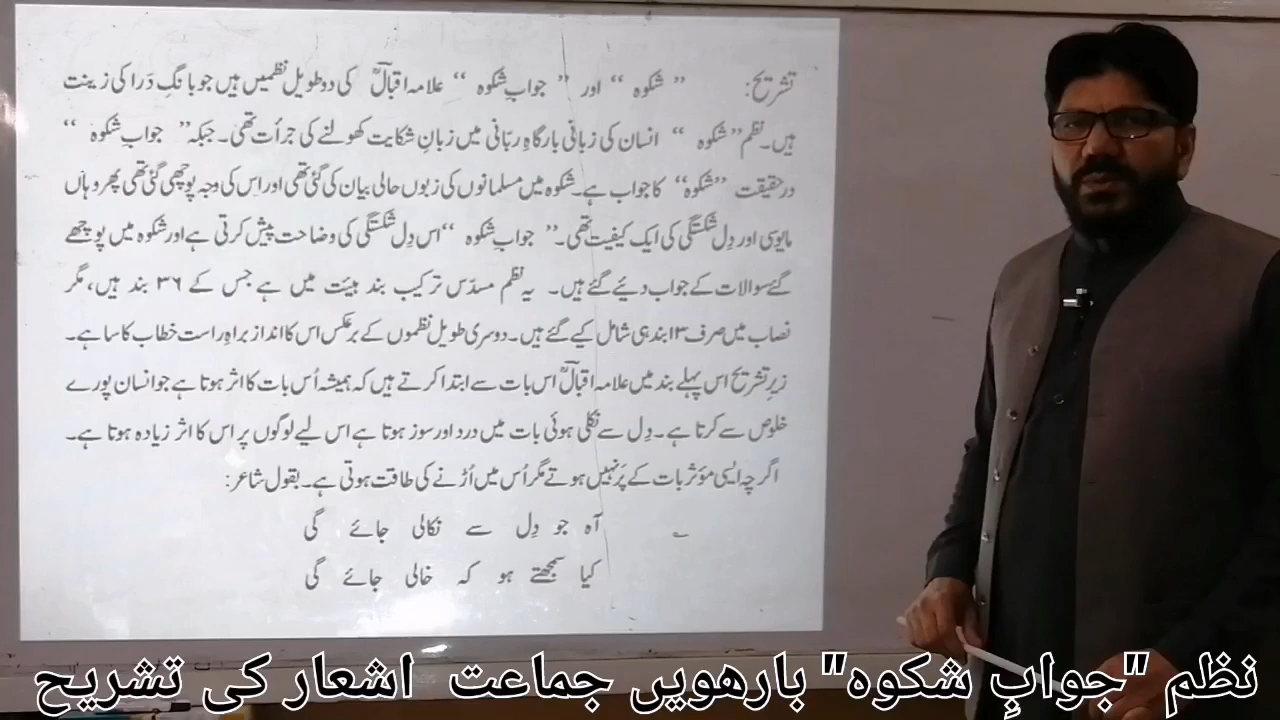 تشریح: ”شکوہ“ اور ”جوابِ شکوہ“ علامہ اقبالؒ کی دو طویل نظمیں ہیں جو بانگِ دَرا کی زینت
ہیں۔ نظم ”شکوہ“ انسان کی زبانی بارگاہِ ربّانی میں زبانِ شکایت کھولنے کی جرأت تھی۔ جبکہ ”جوابِ شکوہ“
درحقیقت ”شکوہ“ کا جواب ہے۔ شکوہ میں مسلمانوں کی زبوں حالی بیان کی گئی تھی اور اس کی وجہ پوچھی گئی تھی پھر وہاں
مایوسی اور دِل شکستگی کی ایک کیفیت تھی۔ ”جوابِ شکوہ“ اس دِل شکستگی کی وضاحت پیش کرتی ہے اور شکوہ میں پوچھے
گئے سوالات کے جواب دیئے گئے ہیں۔ یہ نظم مسدّس ترکیب بند ہیئت میں ہے جس کے ۳۶ بند ہیں، مگر
نصاب میں صرف ۱۳ بند ہی شامل کیے گئے ہیں۔ دوسری طویل نظموں کے برعکس اس کا انداز براہِ راست خطاب کا سا ہے۔
زیرِ تشریح اس پہلے بند میں علامہ اقبالؒ اس بات سے ابتدا کرتے ہیں کہ ہمیشہ اُس بات کا اثر ہوتا ہے جو انسان پورے
خلوص سے کرتا ہے۔ دِل سے نکلی ہوئی بات میں درد اور سوز ہوتا ہے اس لیے لوگوں پر اس کا اثر زیادہ ہوتا ہے۔
اگرچہ ایسی مؤثر بات کے پَر نہیں ہوتے مگر اُس میں اُڑنے کی طاقت ہوتی ہے۔ بقول شاعر:
؎ آہ جو دِل سے نکالی جائے گی
کیا سمجھتے ہو کہ خالی جائے گی
نظم "جوابِ شکوہ" بارھویں جماعت اشعار کی تشریح